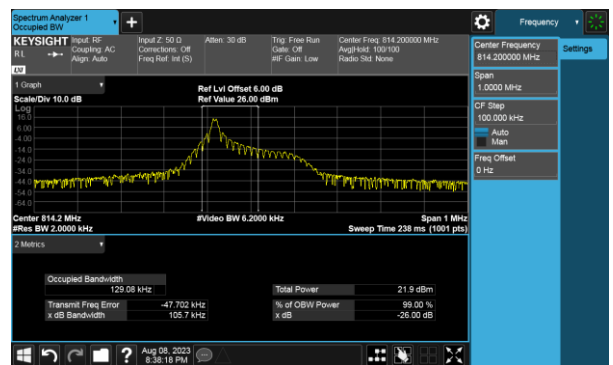 Spectrum Analyzer 1
Occupied BW
Frequency
KEYSIGHT
RL
Input: RF
Coupling: AC
Align: Auto
Input Z: 50 Ω
Corrections: Off
Freq Ref: Int (S)
Atten: 30 dB
Trig: Free Run
Gate: Off
#IF Gain: Low
Center Freq: 814.200000 MHz
Avg|Hold: 100/100
Radio Std: None
Center Frequency
814.200000 MHz
Settings
Span
1.0000 MHz
CF Step
100.000 kHz
Auto
Man
Freq Offset
0 Hz
1 Graph
Scale/Div 10.0 dB
Ref Lvl Offset 6.00 dB
Ref Value 26.00 dBm
Log
16.0
6.00
-4.00
-14.0
-24.0
-34.0
-44.0
-54.0
-64.0
Center 814.2 MHz
#Video BW 6.2000 kHz
Span 1 MHz
#Res BW 2.0000 kHz
Sweep Time 238 ms (1001 pts)
2 Metrics
Occupied Bandwidth
129.08 kHz
Total Power 21.9 dBm
Transmit Freq Error -47.702 kHz
% of OBW Power 99.00 %
x dB Bandwidth 105.7 kHz
x dB -26.00 dB
?
Aug 08, 2023
8:38:18 PM